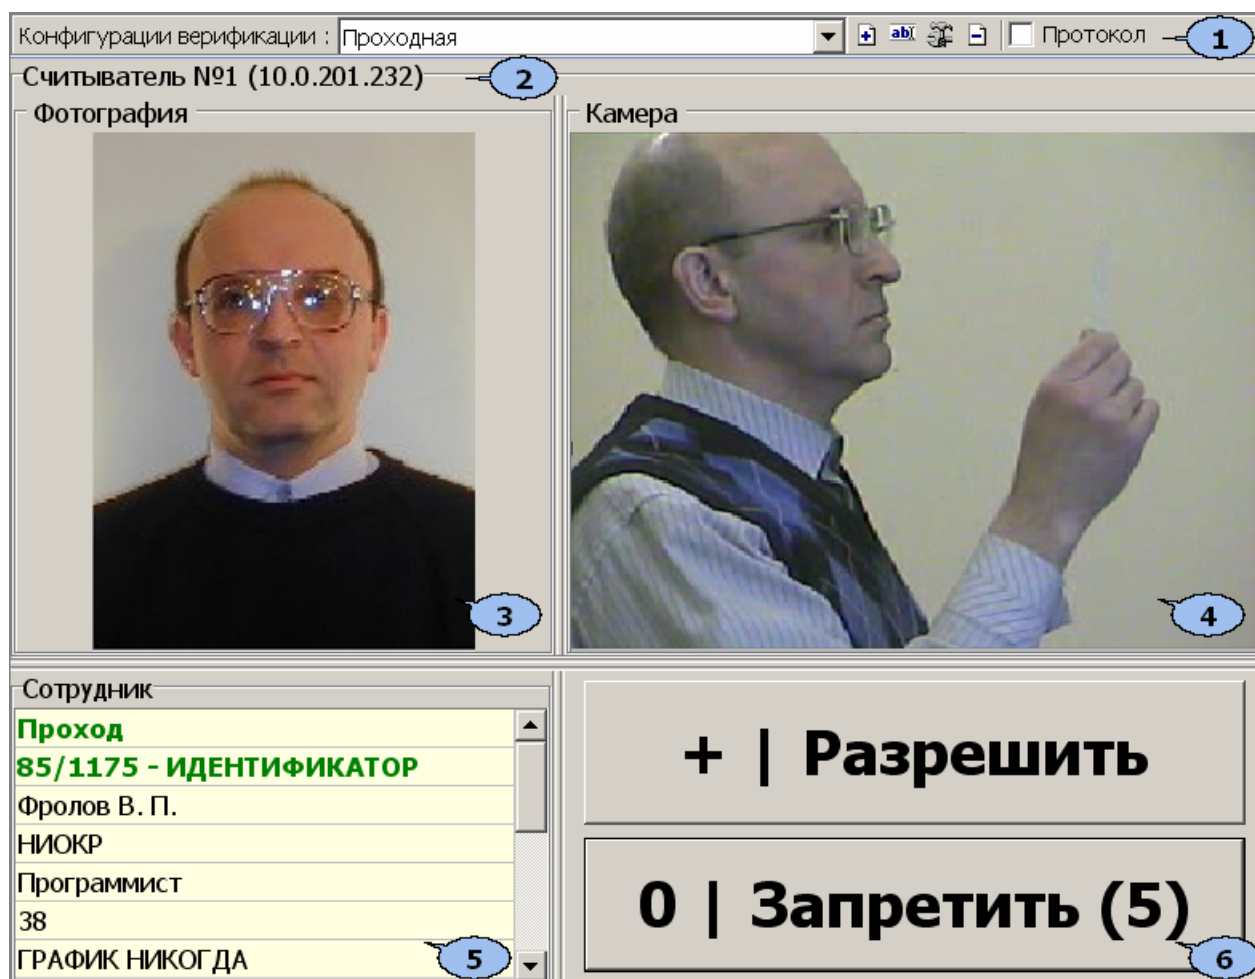 Конфигурации верификации : Проходная abl Протокол 1
Считыватель №1 (10.0.201.232) 2
Фотография
Камера
3
4
Сотрудник
Проход
85/1175 - ИДЕНТИФИКАТОР
Фролов В. П.
НИОКР
Программист
38
ГРАФИК НИКОГДА 5
+ | Разрешить
0 | Запретить (5)
6